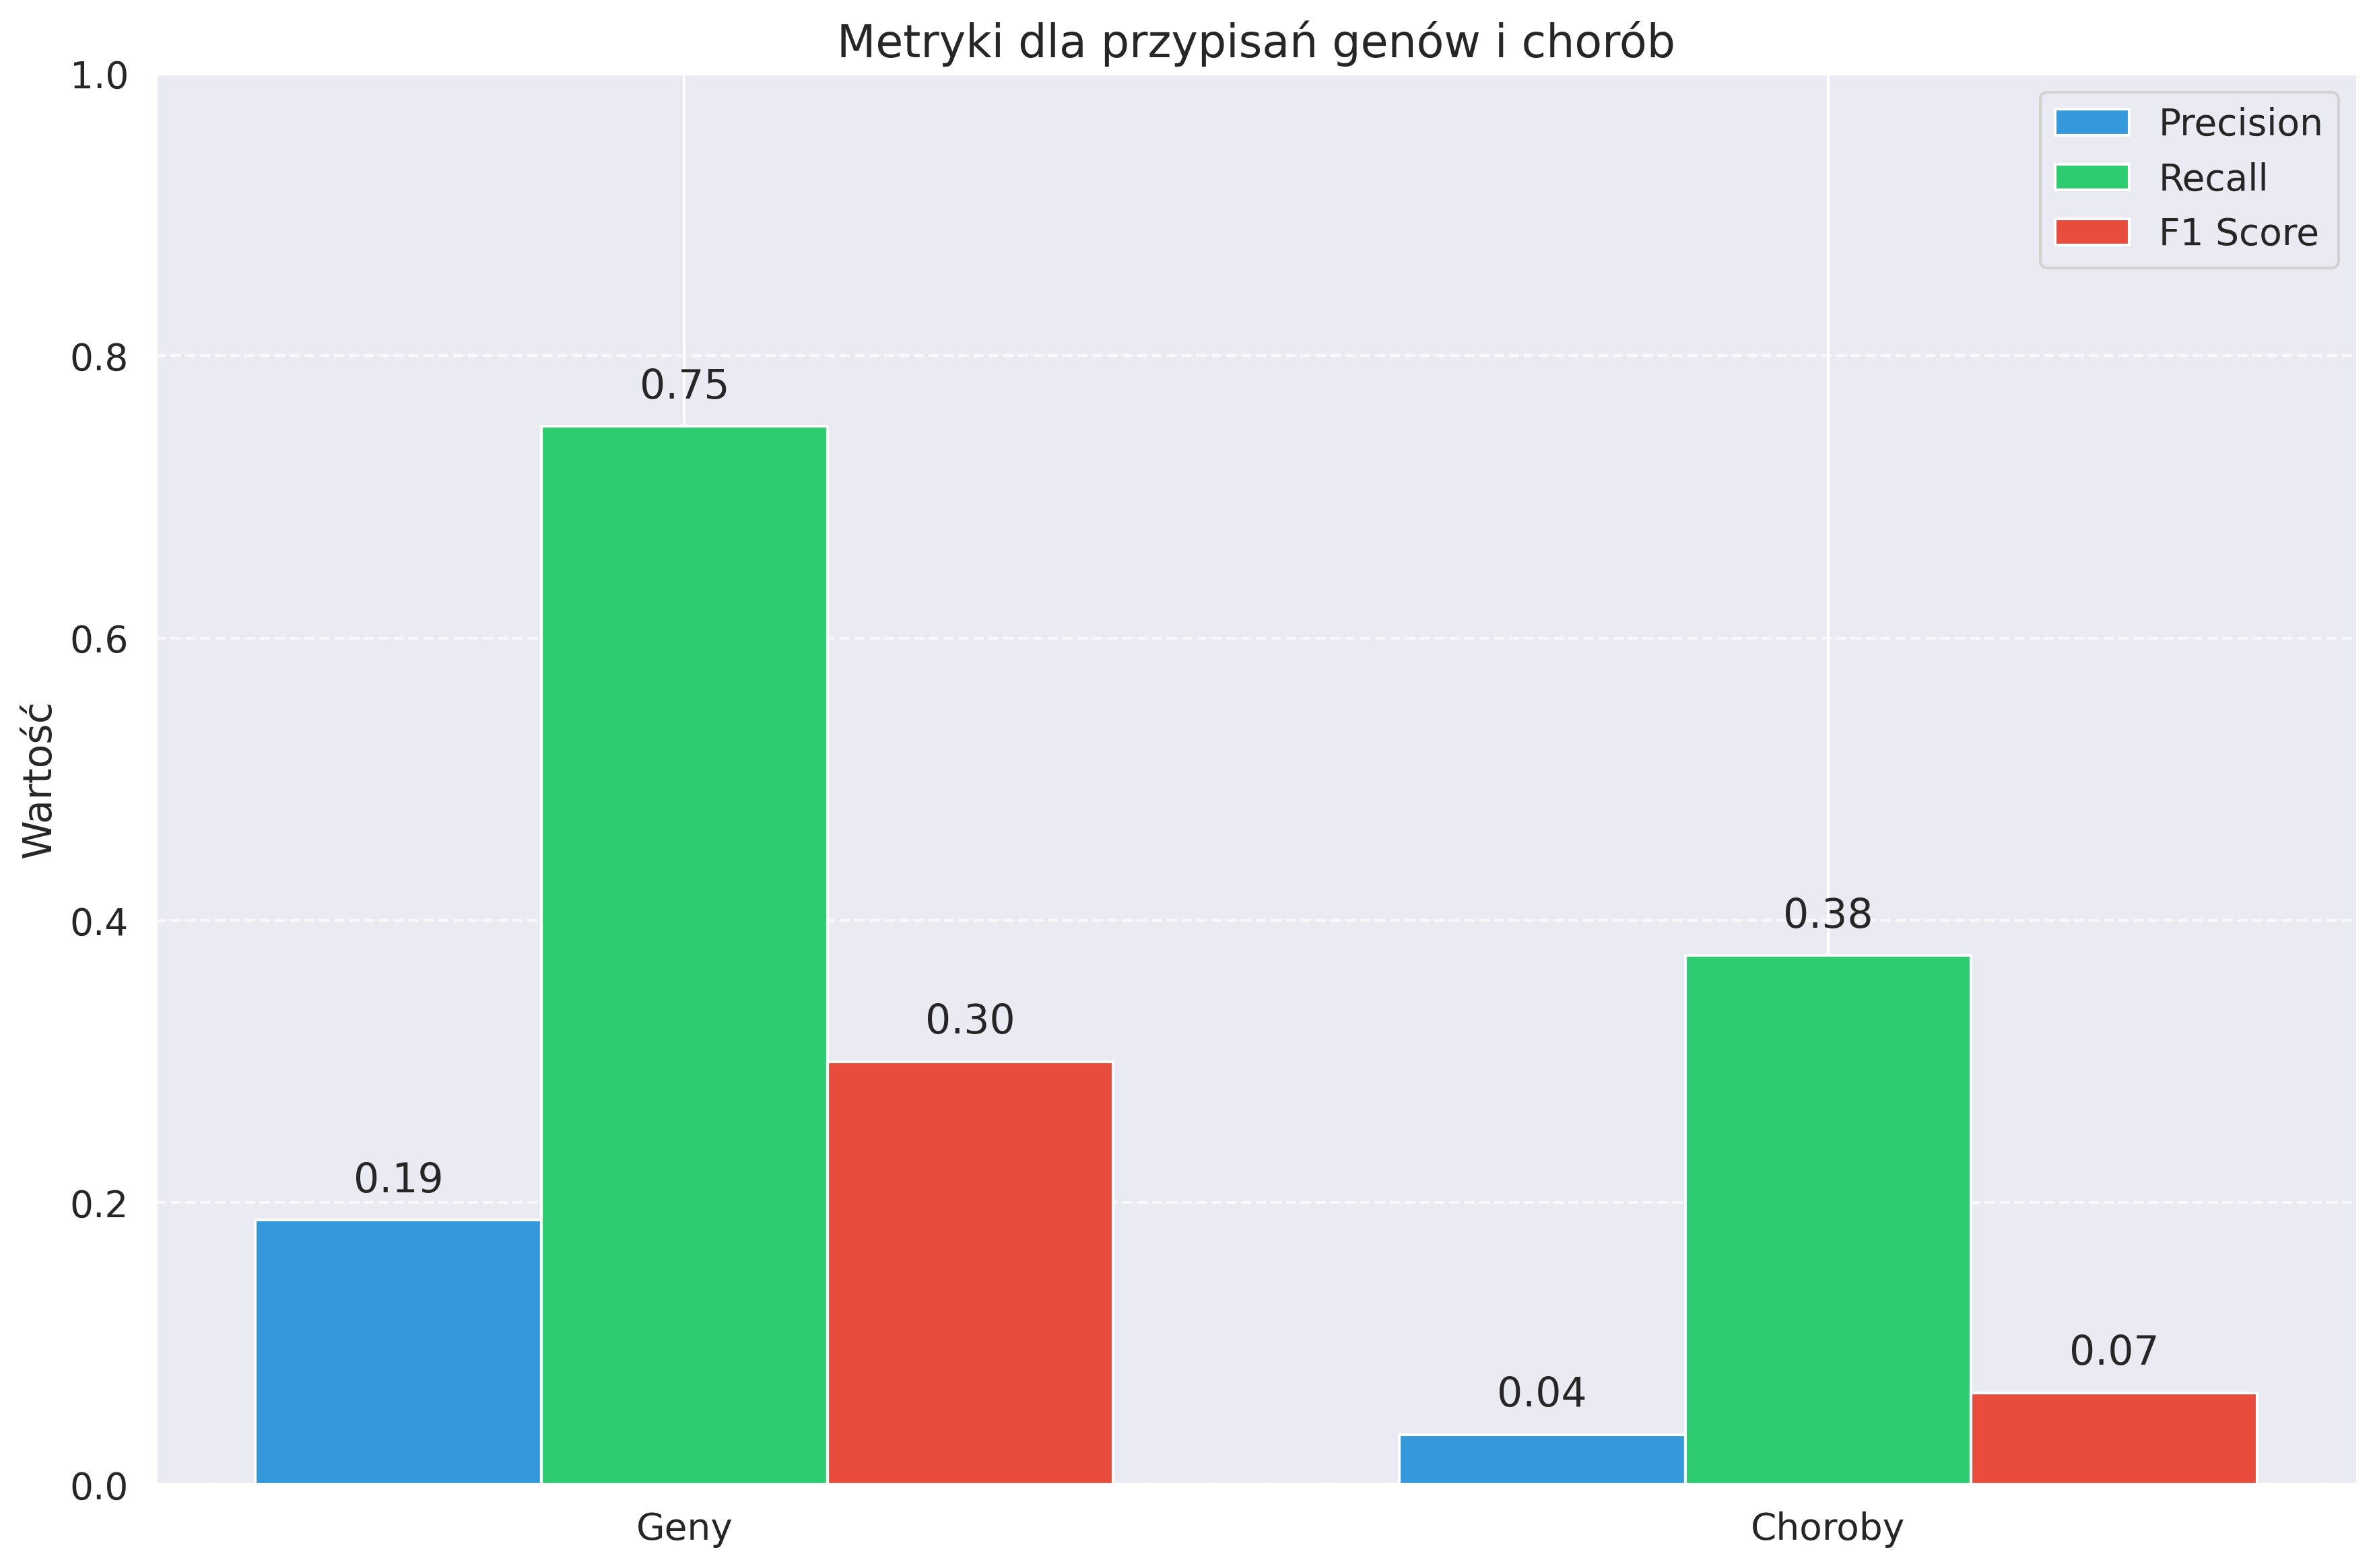 Metryki dla przypisań genów i chorób
Precision
Recall
F1 Score
Wartość
1.0
0.8
0.6
0.4
0.2
0.0
0.19
0.75
0.30
0.04
0.38
0.07
Geny
Choroby